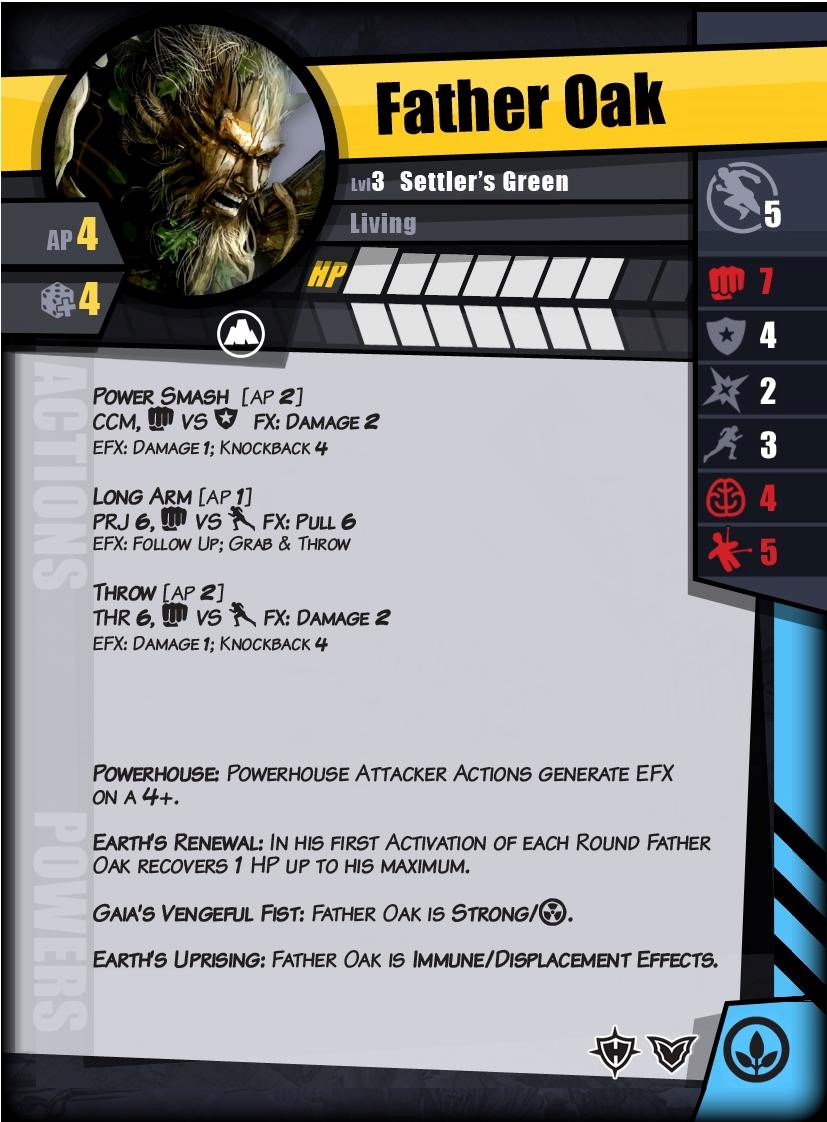 Father Oak
Lvl3 Settler's Green
Living
AP 4
4
HP
5
7
4
2
3
4
5
ACTIONS
POWER SMASH [AP 2]
CCM, VS FX: DAMAGE 2
EFX: DAMAGE 1; KNOCKBACK 4
LONG ARM [AP 1]
PRJ 6, VS FX: PULL 6
EFX: FOLLOW UP; GRAB & THROW
THROW [AP 2]
THR 6, VS FX: DAMAGE 2
EFX: DAMAGE 1; KNOCKBACK 4
POWERS
POWERHOUSE: POWERHOUSE ATTACKER ACTIONS GENERATE EFX
ON A 4+.
EARTH'S RENEWAL: IN HIS FIRST ACTIVATION OF EACH ROUND FATHER
OAK RECOVERS 1 HP UP TO HIS MAXIMUM.
GAIA'S VENGEFUL FIST: FATHER OAK IS STRONG/.
EARTH'S UPRISING: FATHER OAK IS IMMUNE/DISPLACEMENT EFFECTS.
H